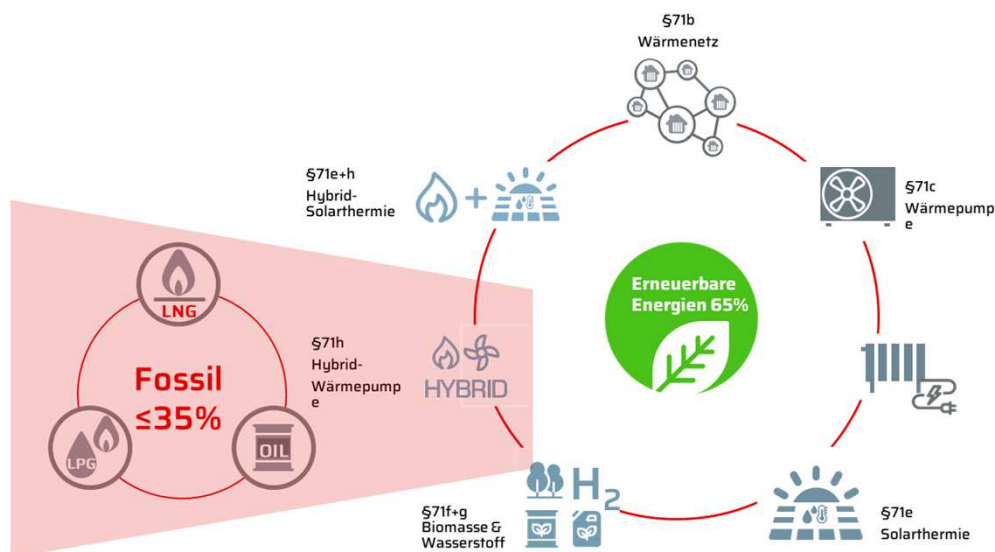 §71b
Wärmenetz
§71e+h
Hybrid-
Solarthermie
§71c
Wärmepump
e
Erneuerbare
Energien 65%
LNG
Fossil
≤35%
LPG
OIL
§71h
Hybrid-
Wärmepump
e
HYBRID
H2
§71f+g
Biomasse &
Wasserstoff
§71e
Solarthermie